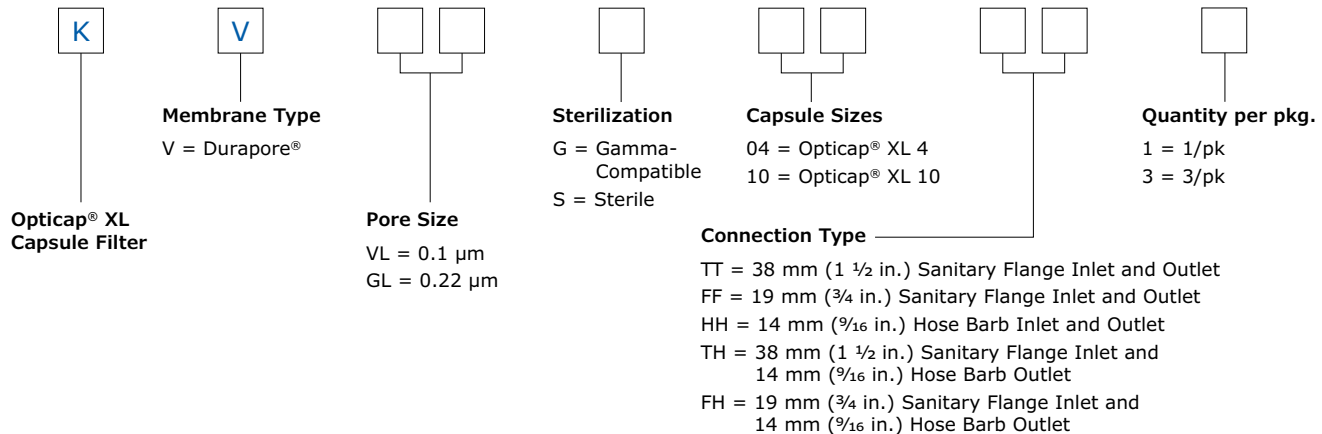 K
V
Membrane Type
V = Durapore®
Opticap® XL
Capsule Filter
Pore Size
VL = 0.1 µm
GL = 0.22 µm
Sterilization
G = Gamma-
Compatible
S = Sterile
Capsule Sizes
04 = Opticap® XL 4
10 = Opticap® XL 10
Connection Type
TT = 38 mm (1 ½ in.) Sanitary Flange Inlet and Outlet
FF = 19 mm (¾ in.) Sanitary Flange Inlet and Outlet
HH = 14 mm (⁹⁄₁₆ in.) Hose Barb Inlet and Outlet
TH = 38 mm (1 ½ in.) Sanitary Flange Inlet and
14 mm (⁹⁄₁₆ in.) Hose Barb Outlet
FH = 19 mm (¾ in.) Sanitary Flange Inlet and
14 mm (⁹⁄₁₆ in.) Hose Barb Outlet
Quantity per pkg.
1 = 1/pk
3 = 3/pk